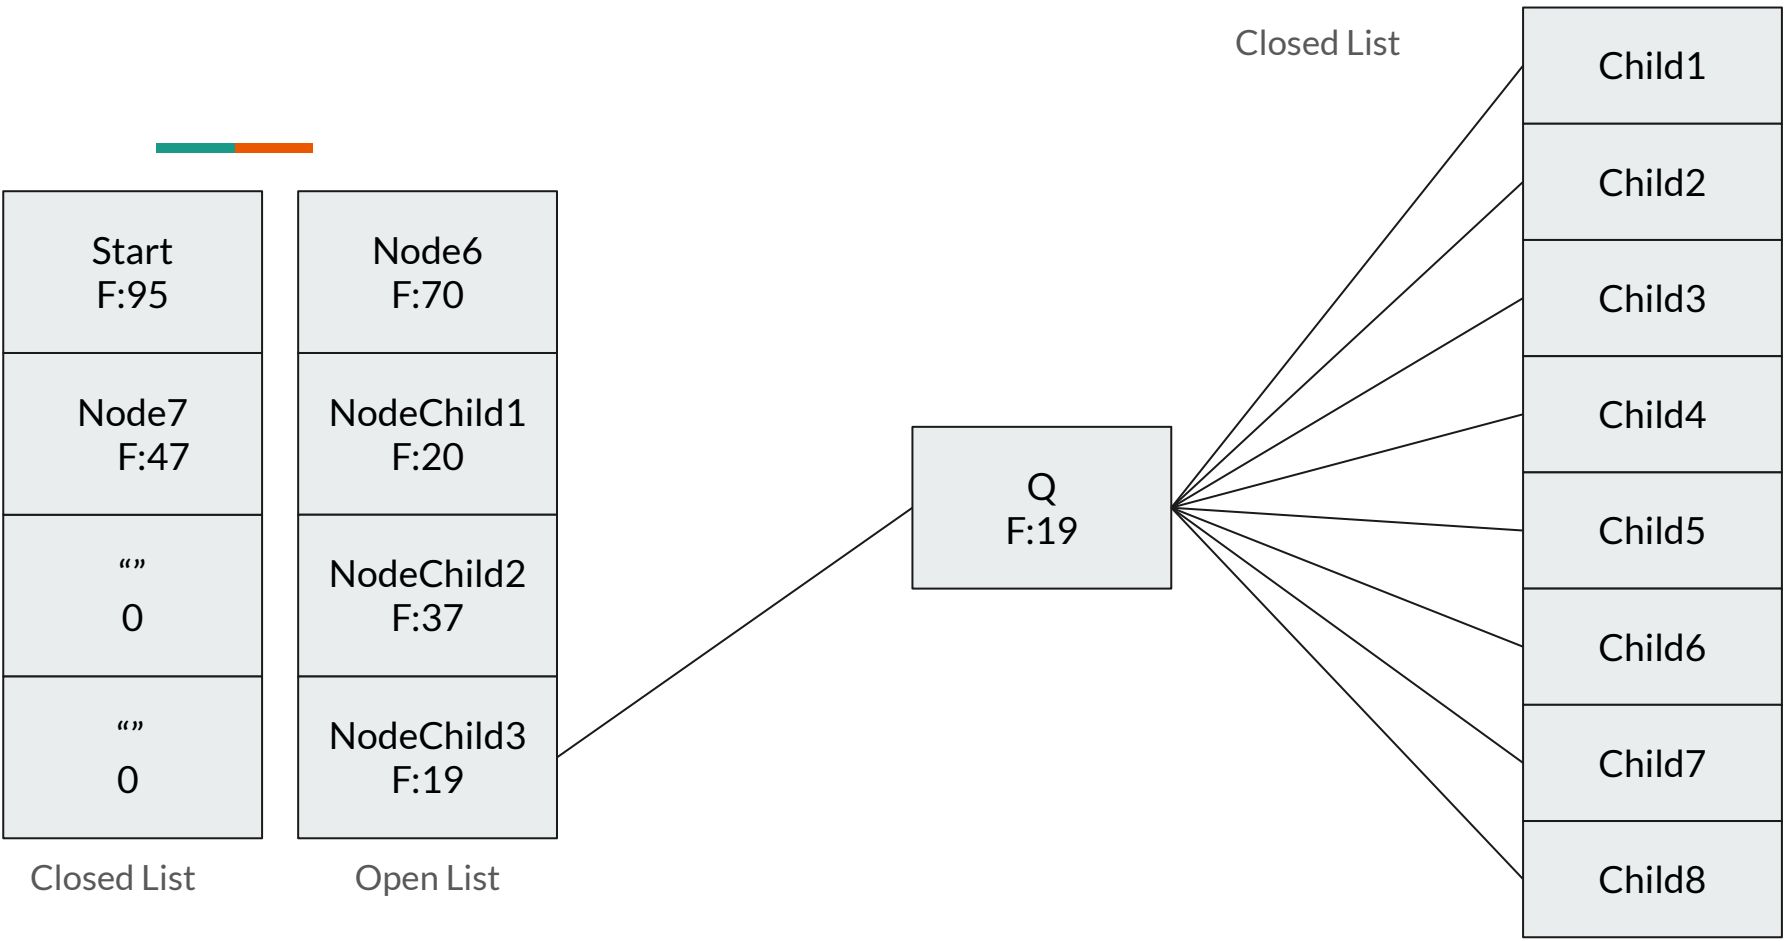 Start
F:95
Node7
F:47
“”
0
“”
0
Closed List
Node6
F:70
NodeChild1
F:20
NodeChild2
F:37
NodeChild3
F:19
Open List
Q
F:19
Closed List
Child1
Child2
Child3
Child4
Child5
Child6
Child7
Child8